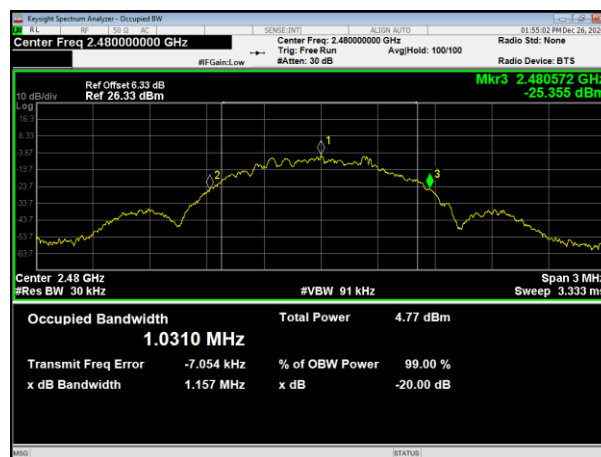 Keysight Spectrum Analyzer - Occupied BW
RL RF 50 Ω AC SENSE:INT ALIGN AUTO 01:55:02 PM Dec 26, 202
Center Freq 2.480000000 GHz Center Freq: 2.480000000 GHz Radio Std: None
Trig: Free Run Avg|Hold: 100/100
#IFGain:Low #Atten: 30 dB Radio Device: BTS
Mkr3 2.480572 GHz
-25.355 dBm
Ref Offset 6.33 dB
10 dB/div Ref 26.33 dBm
Log
16.3
6.33
-3.67
-13.7
-23.7
-33.7
-43.7
-53.7
-63.7
1
2
3
Center 2.48 GHz Span 3 MHz
#Res BW 30 kHz #VBW 91 kHz Sweep 3.333 ms
Occupied Bandwidth Total Power 4.77 dBm
1.0310 MHz
Transmit Freq Error -7.054 kHz % of OBW Power 99.00 %
x dB Bandwidth 1.157 MHz x dB -20.00 dB
MSG STATUS